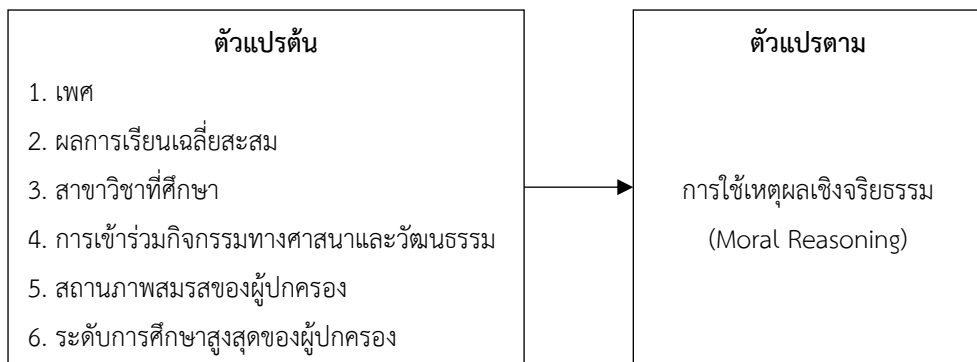 ตัวแปรต้น
1. เพศ
2. ผลการเรียนเฉลี่ยสะสม
3. สาขาวิชาที่ศึกษา
4. การเข้าร่วมกิจกรรมทางศาสนาและวัฒนธรรม
5. สถานภาพสมรสของผู้ปกครอง
6. ระดับการศึกษาสูงสุดของผู้ปกครอง
ตัวแปรตาม
การใช้เหตุผลเชิงจริยธรรม
(Moral Reasoning)